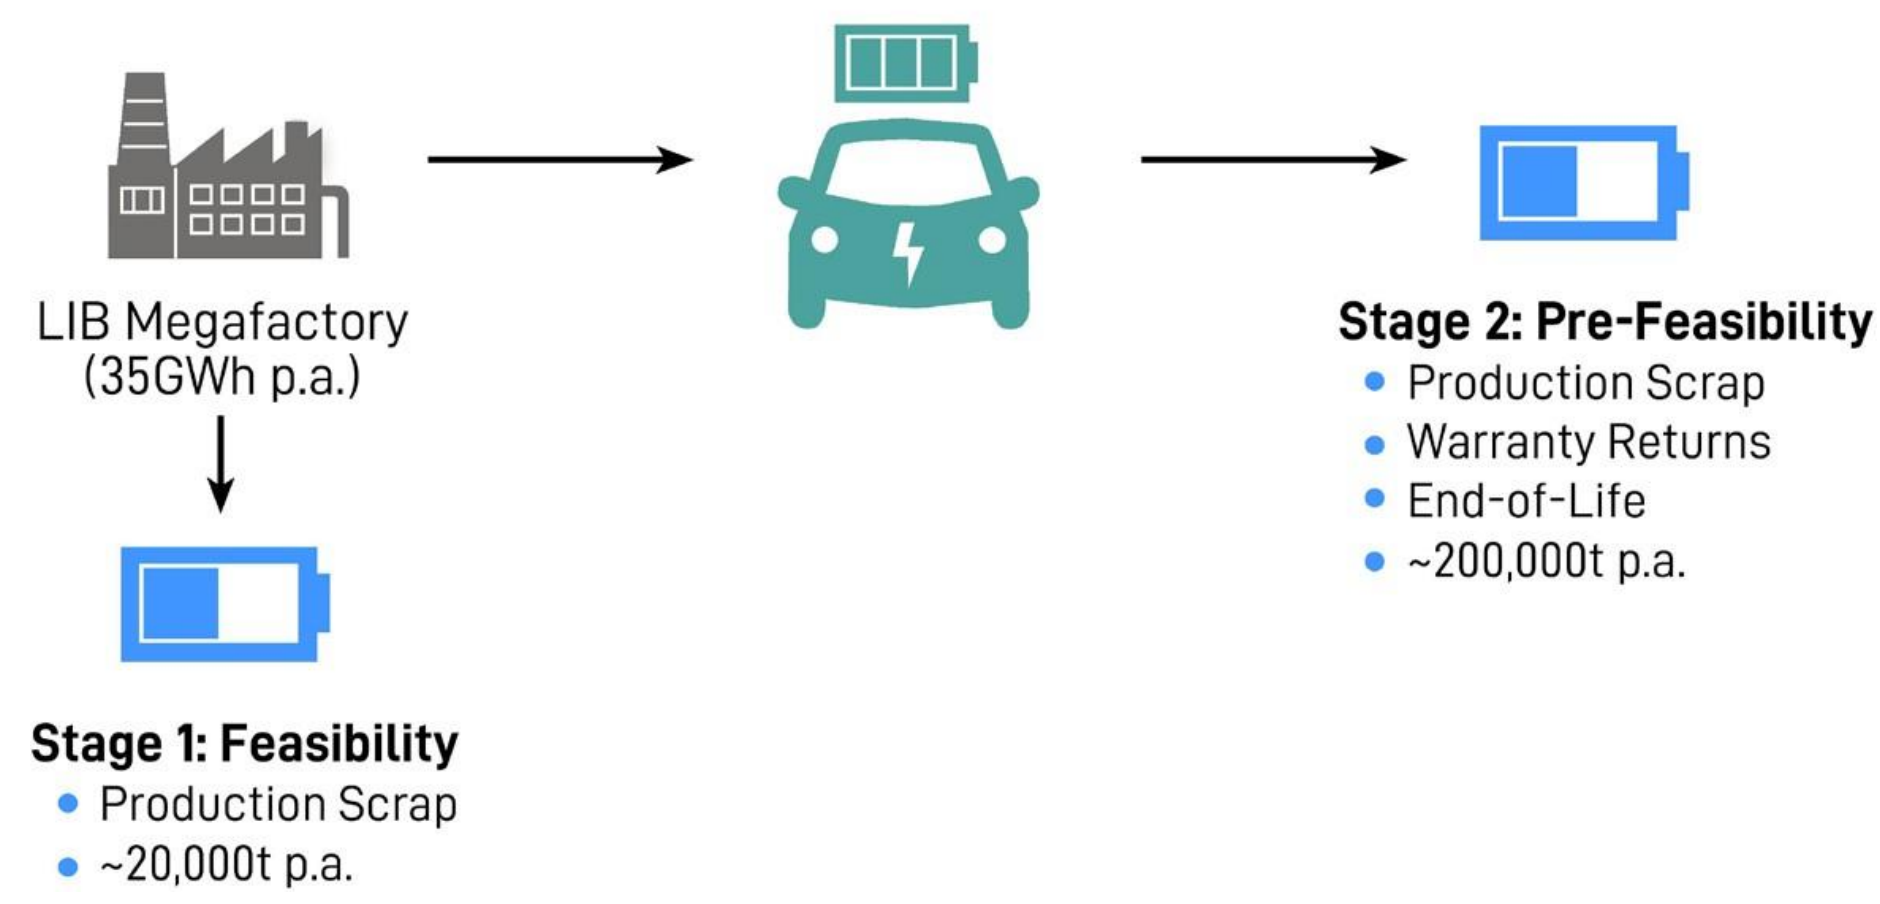 LIB Megafactory
(35GWh p.a.)
Stage 1: Feasibility
Production Scrap
~20,000t p.a.
Stage 2: Pre-Feasibility
Production Scrap
Warranty Returns
End-of-Life
~200,000t p.a.